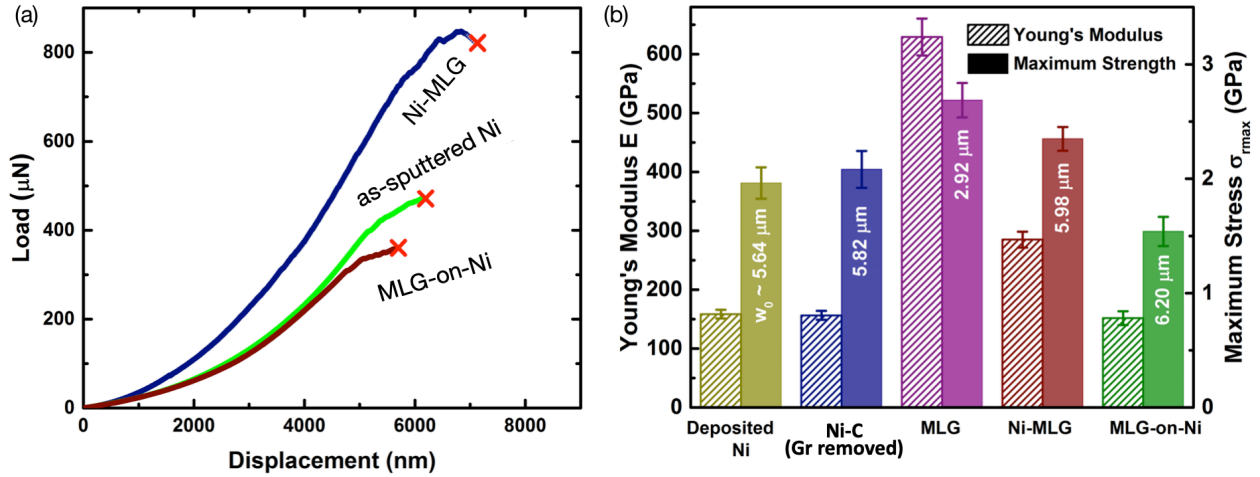 (a)
800
600
400
200
0
0
2000
4000
6000
8000
Load (μN)
Displacement (nm)
Ni-MLG
as-sputtered Ni
MLG-on-Ni
(b)
Young's Modulus E (GPa)
600
500
400
300
250
200
150
100
0
Young's Modulus
Maximum Strength
w₀ ~ 5.64 μm
5.82 μm
2.92 μm
5.98 μm
6.20 μm
Deposited
Ni
Ni-C
(Gr removed)
MLG
Ni-MLG
MLG-on-Ni
3
2
1
0
Maximum Stress σrmax (GPa)